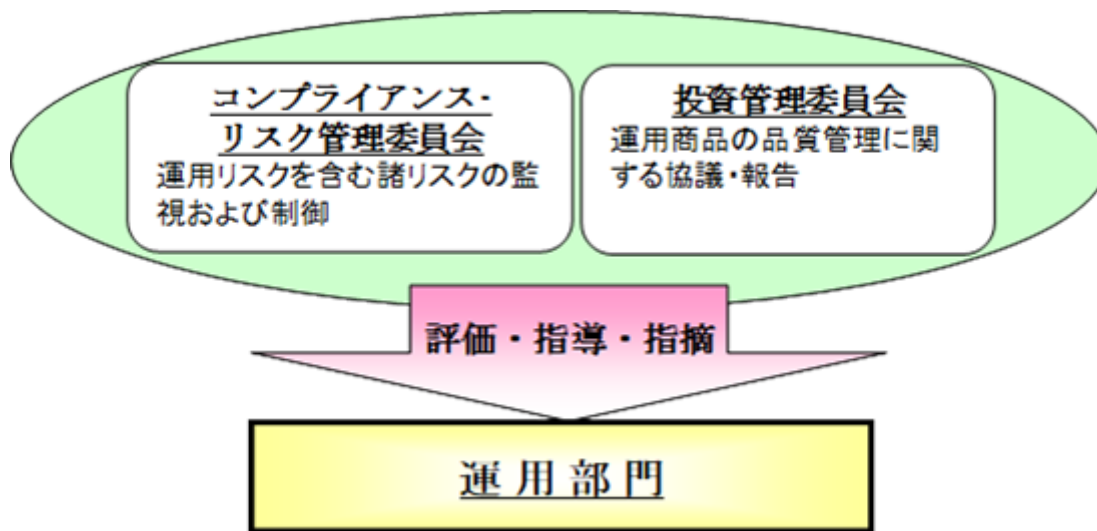 コンプライアンス・
リスク管理委員会
運用リスクを含む諸リスクの監
視および制御
投資管理委員会
運用商品の品質管理に関
する協議・報告
評価・指導・指摘
運用部門